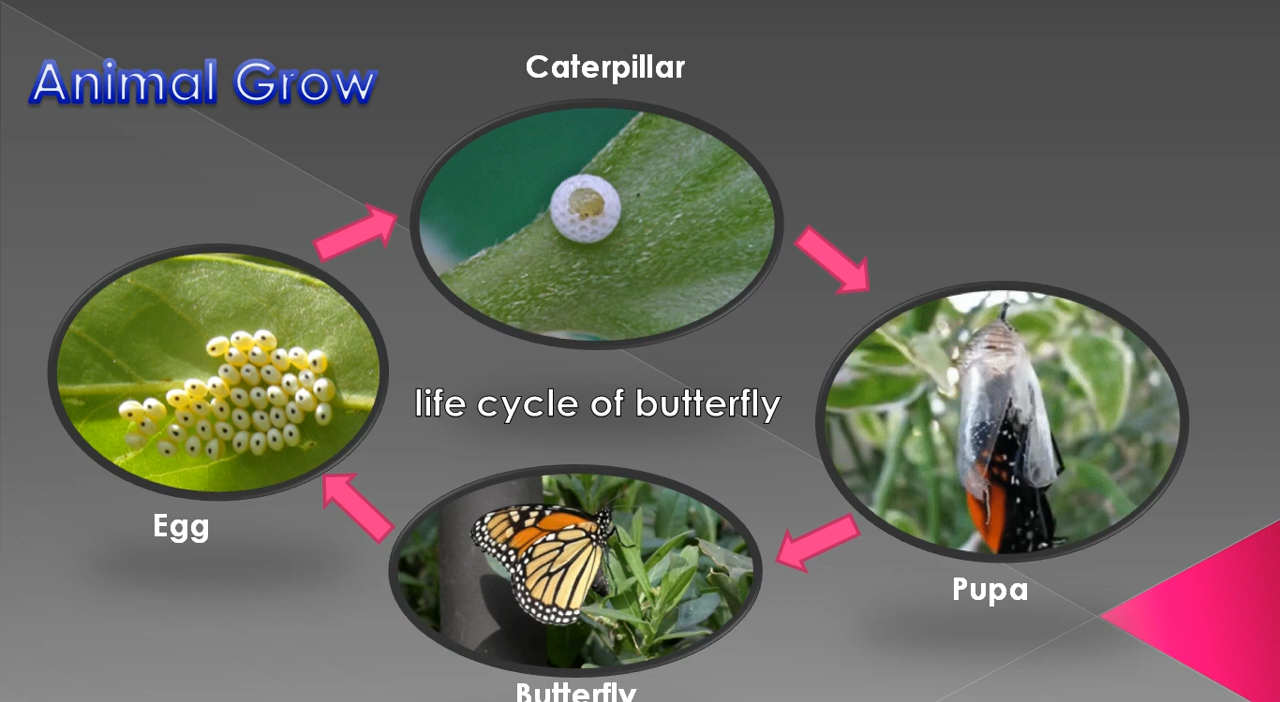 Animal Grow
Caterpillar
life cycle of butterfly
Egg
Pupa
Butterfly